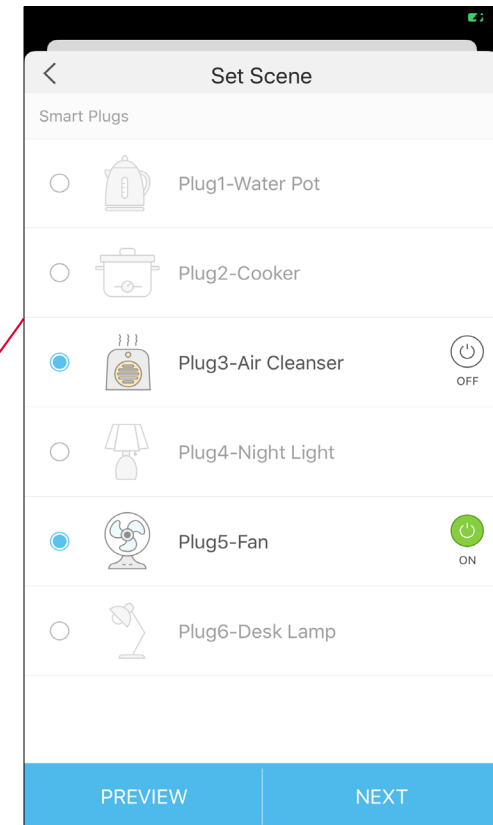 Set Scene
Smart Plugs
Plug1-Water Pot
Plug2-Cooker
Plug3-Air Cleanser
OFF
Plug4-Night Light
Plug5-Fan
ON
Plug6-Desk Lamp
PREVIEW NEXT